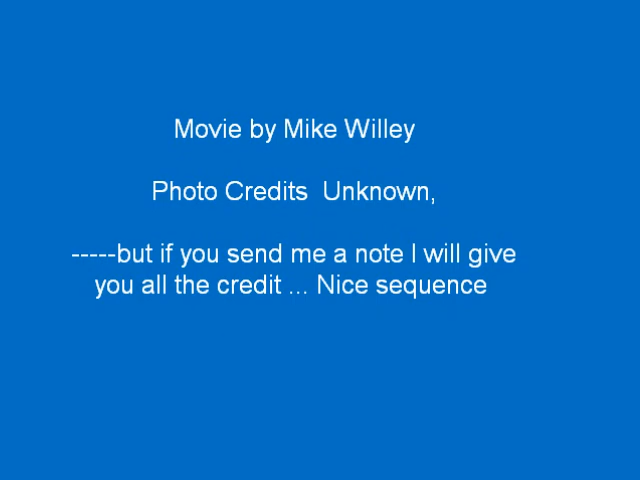 Movie by Mike Willey
Photo Credits  Unknown,
-----but if you send me a note I will give
you all the credit ... Nice sequence